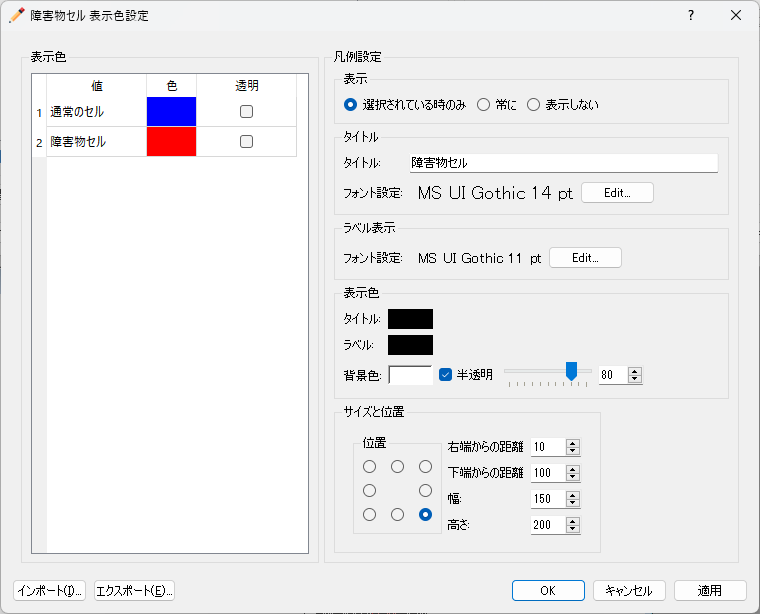 障害物セル 表示色設定
?
表示色
値 色 透明
1 通常のセル
2 障害物セル
凡例設定
表示
選択されている時のみ 常に 表示しない
タイトル
タイトル: 障害物セル
フォント設定: MS UI Gothic 14 pt Edit...
ラベル表示
フォント設定: MS UI Gothic 11 pt Edit...
表示色
タイトル:
ラベル:
背景色: 半透明 80
サイズと位置
位置
右端からの距離 10
下端からの距離 100
幅: 150
高さ: 200
インポート(I)... エクスポート(E)... OK キャンセル 適用